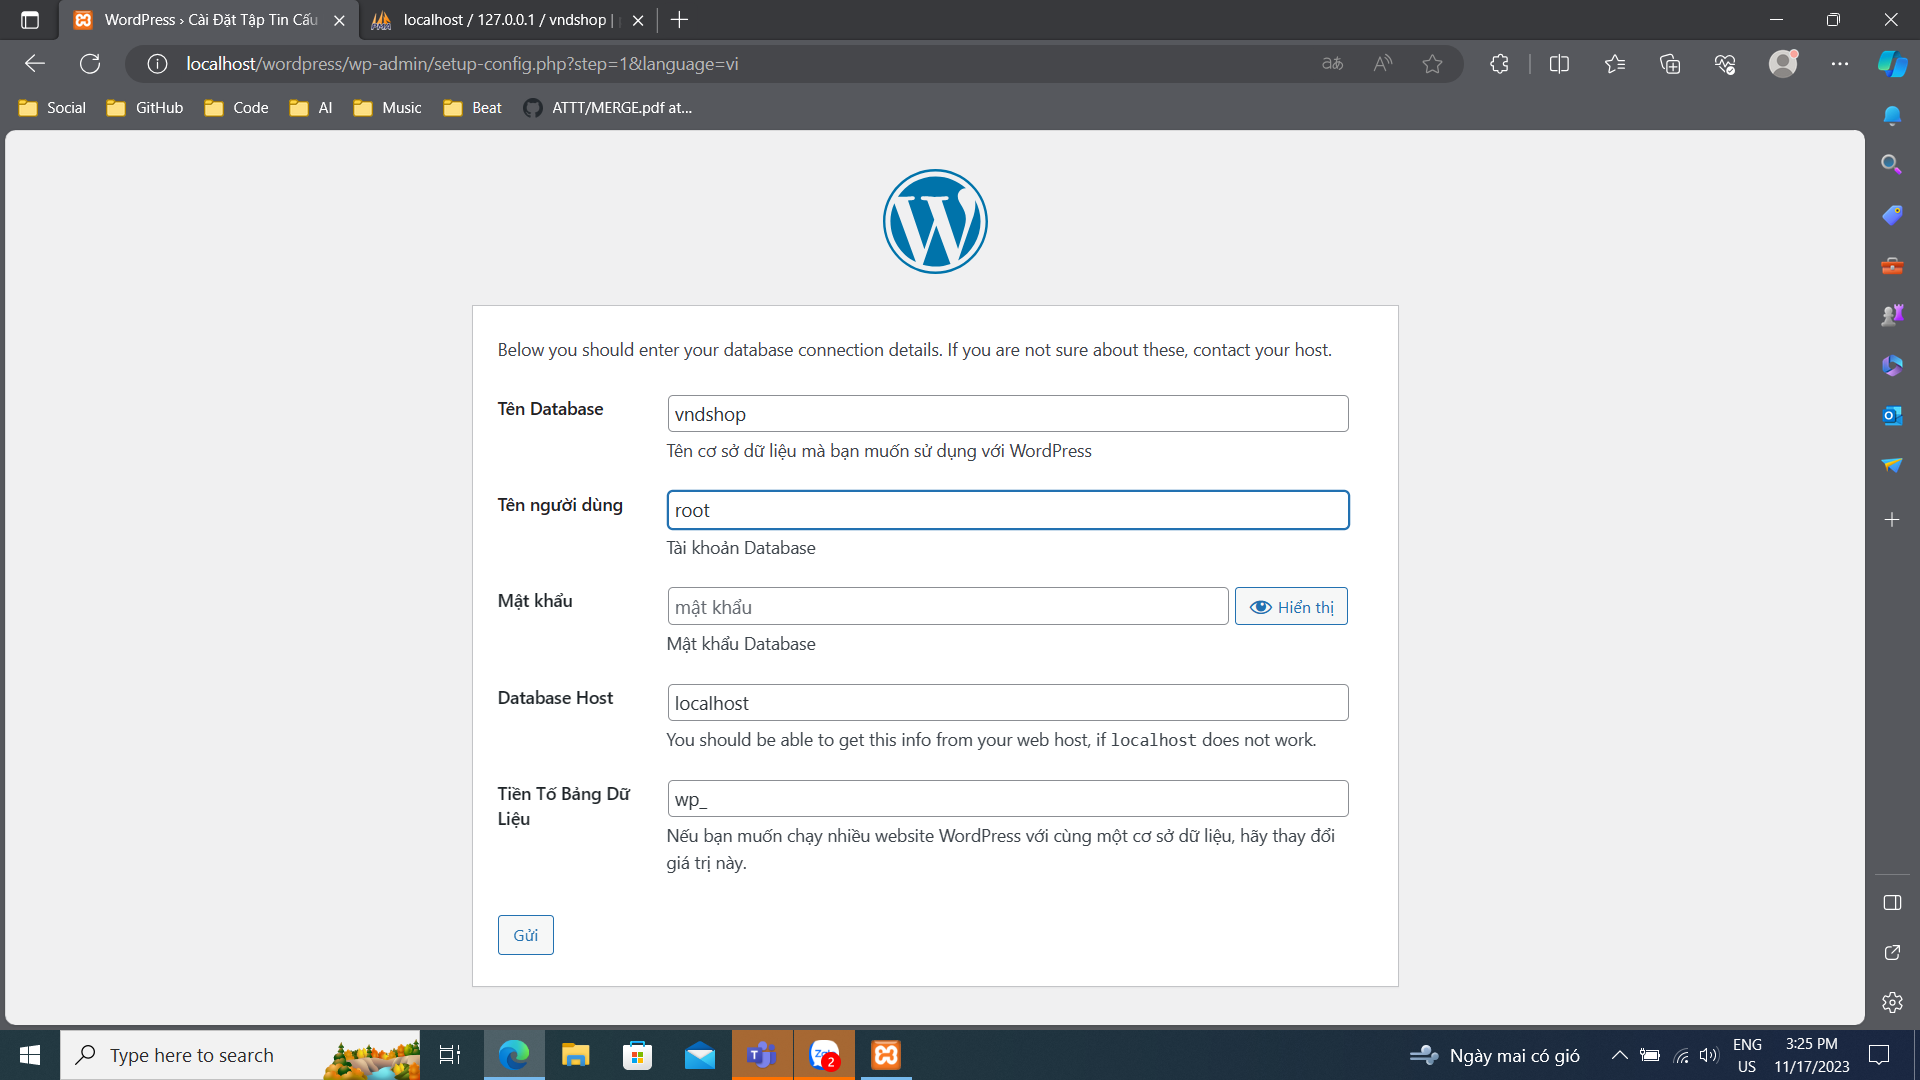 WordPress › Cài Đặt Tập Tin Cấu
localhost / 127.0.0.1 / vndshop |
localhost/wordpress/wp-admin/setup-config.php?step=1&language=vi
Social
GitHub
Code
AI
Music
Beat
ATTT/MERGE.pdf at...
Below you should enter your database connection details. If you are not sure about these, contact your host.
Tên Database
vndshop
Tên cơ sở dữ liệu mà bạn muốn sử dụng với WordPress
Tên người dùng
root
Tài khoản Database
Mật khẩu
mật khẩu
Hiển thị
Mật khẩu Database
Database Host
localhost
You should be able to get this info from your web host, if localhost does not work.
Tiền Tố Bảng Dữ
Liệu
wp_
Nếu bạn muốn chạy nhiều website WordPress với cùng một cơ sở dữ liệu, hãy thay đổi
giá trị này.
Gửi
Type here to search
2
Ngày mai có gió
ENG
US
3:25 PM
11/17/2023